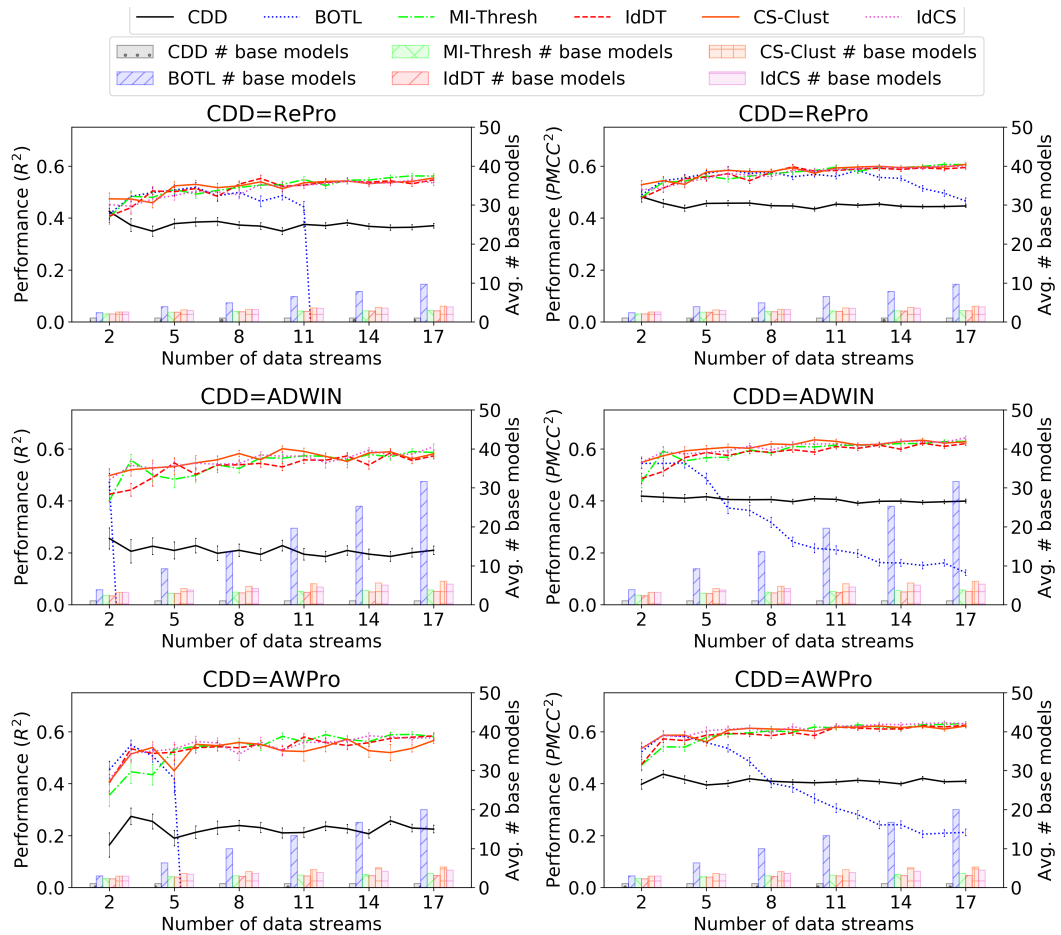 CDD BOTL MI-Thresh IdDT CS-Clust IdCS
CDD # base models MI-Thresh # base models CS-Clust # base models
BOTL # base models IdDT # base models IdCS # base models
CDD=RePro
Performance (R²)
0.6
0.4
0.2
0.0
50
40
30
20
10
0
Avg. # base models
2 5 8 11 14 17
Number of data streams
CDD=RePro
Performance (PMCC²)
0.6
0.4
0.2
0.0
50
40
30
20
10
0
Avg. # base models
2 5 8 11 14 17
Number of data streams
CDD=ADWIN
Performance (R²)
0.6
0.4
0.2
0.0
50
40
30
20
10
0
Avg. # base models
2 5 8 11 14 17
Number of data streams
CDD=ADWIN
Performance (PMCC²)
0.6
0.4
0.2
0.0
50
40
30
20
10
0
Avg. # base models
2 5 8 11 14 17
Number of data streams
CDD=AWPro
Performance (R²)
0.6
0.4
0.2
0.0
50
40
30
20
10
0
Avg. # base models
2 5 8 11 14 17
Number of data streams
CDD=AWPro
Performance (PMCC²)
0.6
0.4
0.2
0.0
50
40
30
20
10
0
Avg. # base models
2 5 8 11 14 17
Number of data streams